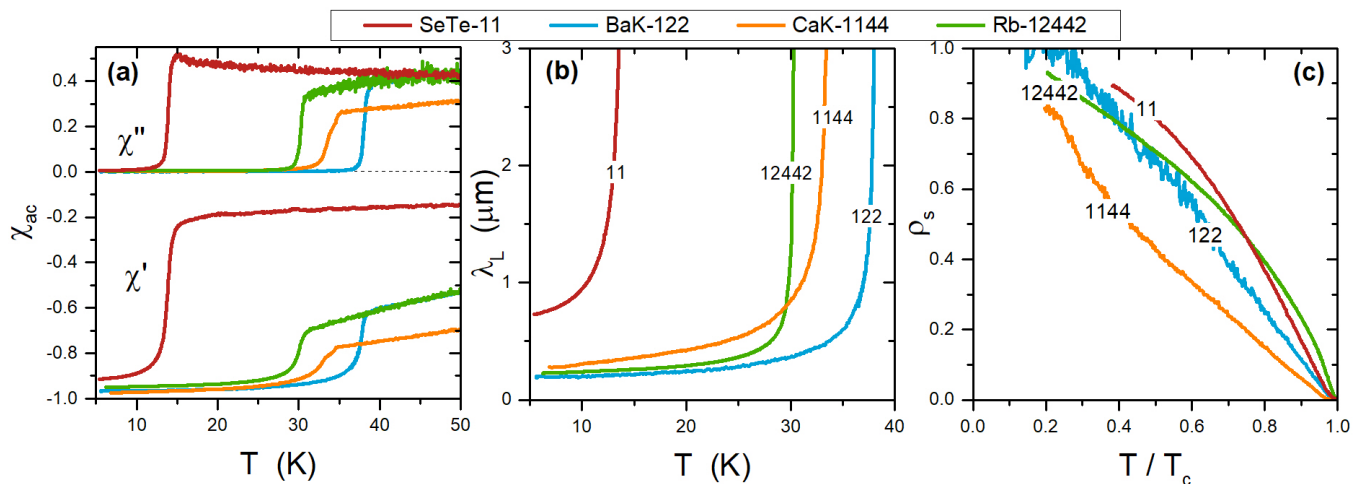 SeTe-11 BaK-122 CaK-1144 Rb-12442
(a)
0.4
0.2
0.0
-0.2
-0.4
-0.6
-0.8
-1.0
χac
χ"
χ'
5 10 20 30 40 50
T (K)
(b)
3
2
1
0
λL (μm)
11
12442
1144
122
10 20 30 40
T (K)
(c)
1.0
0.8
0.6
0.4
0.2
0.0
ρs
12442
11
1144
122
0.0 0.2 0.4 0.6 0.8 1.0
T / Tc